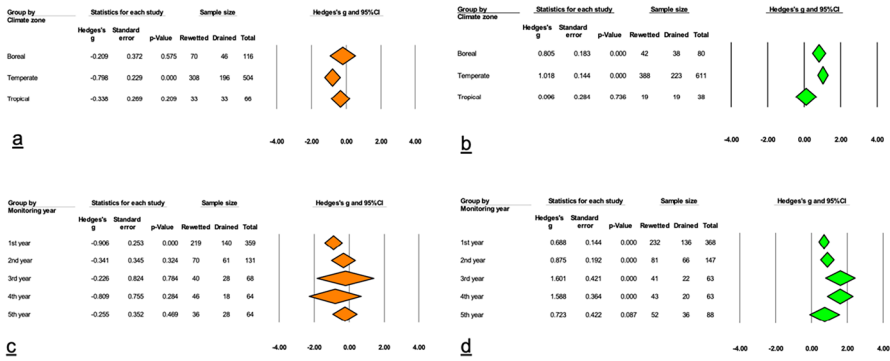 Group by Climate zone Statistics for each study Sample size Hedges's g and 95%CI
Hedges's g Standard error p-Value Rewetted Drained Total
Boreal -0.209 0.372 0.575 70 46 116
Temperate -0.798 0.229 0.000 308 196 504
Tropical -0.338 0.269 0.209 33 33 66
-4.00 -2.00 0.00 2.00 4.00
a
Group by Climate zone Statistics for each study Sample size Hedges's g and 95%CI
Hedges's g Standard error p-Value Rewetted Drained Total
Boreal 0.805 0.183 0.000 42 38 80
Temperate 1.018 0.144 0.000 388 223 611
Tropical 0.096 0.284 0.736 19 19 38
-4.00 -2.00 0.00 2.00 4.00
b
Group by Monitoring year Statistics for each study Sample size Hedges's g and 95%CI
Hedges's g Standard error p-Value Rewetted Drained Total
1st year -0.906 0.253 0.000 219 140 359
2nd year -0.341 0.345 0.324 70 61 131
3rd year -0.226 0.824 0.784 40 28 68
4th year -0.809 0.755 0.284 46 18 64
5th year -0.255 0.352 0.469 36 28 64
-4.00 -2.00 0.00 2.00 4.00
c
Group by Monitoring year Statistics for each study Sample size Hedges's g and 95%CI
Hedges's g Standard error p-Value Rewetted Drained Total
1st year 0.688 0.144 0.000 232 136 368
2nd year 0.875 0.192 0.000 81 66 147
3rd year 1.601 0.421 0.000 41 22 63
4th year 1.588 0.364 0.000 43 20 63
5th year 0.723 0.422 0.087 52 36 88
-4.00 -2.00 0.00 2.00 4.00
d